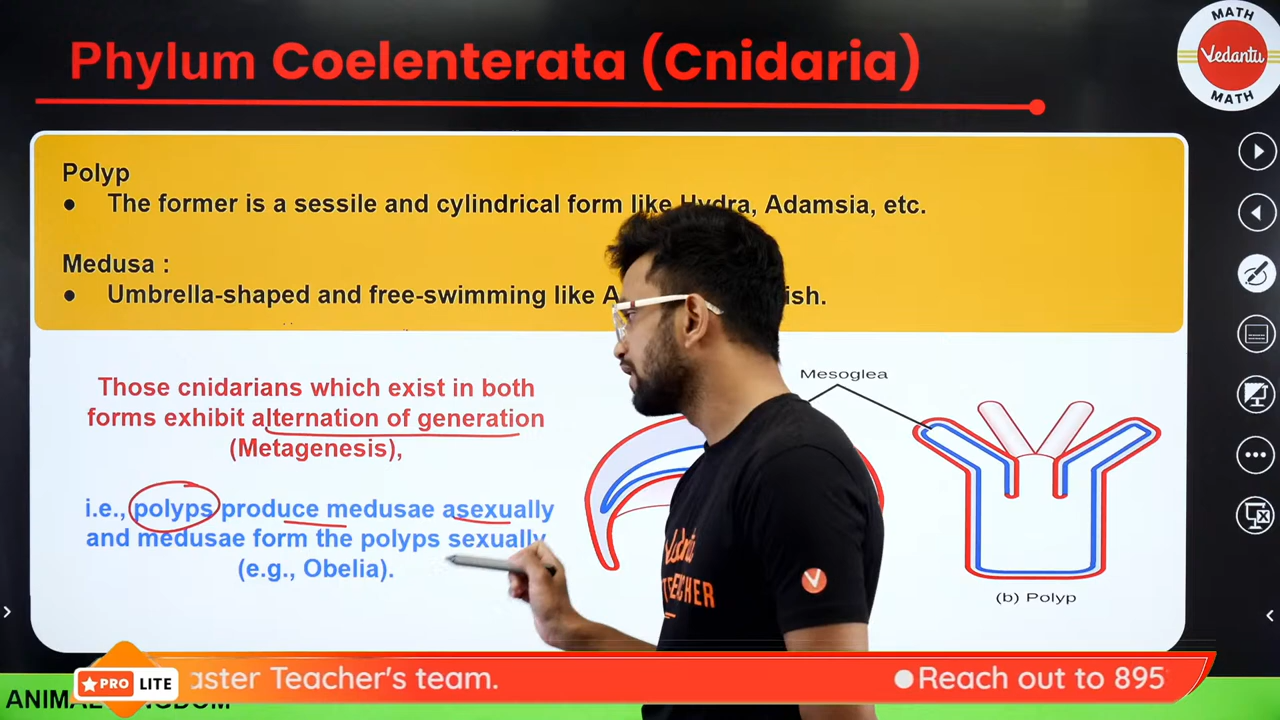 Phylum Coelenterata (Cnidaria)
MATH
Vedantu
MATH
Polyp
● The former is a sessile and cylindrical form like Hydra, Adamsia, etc.
Medusa :
● Umbrella-shaped and free-swimming like
Those cnidarians which exist in both
forms exhibit alternation of generation
(Metagenesis),
i.e., polyps produce medusae asexually
and medusae form the polyps sexually
(e.g., Obelia).
Mesoglea
(b) Polyp
V
PRO LITE
aster Teacher's team.
●Reach out to 895